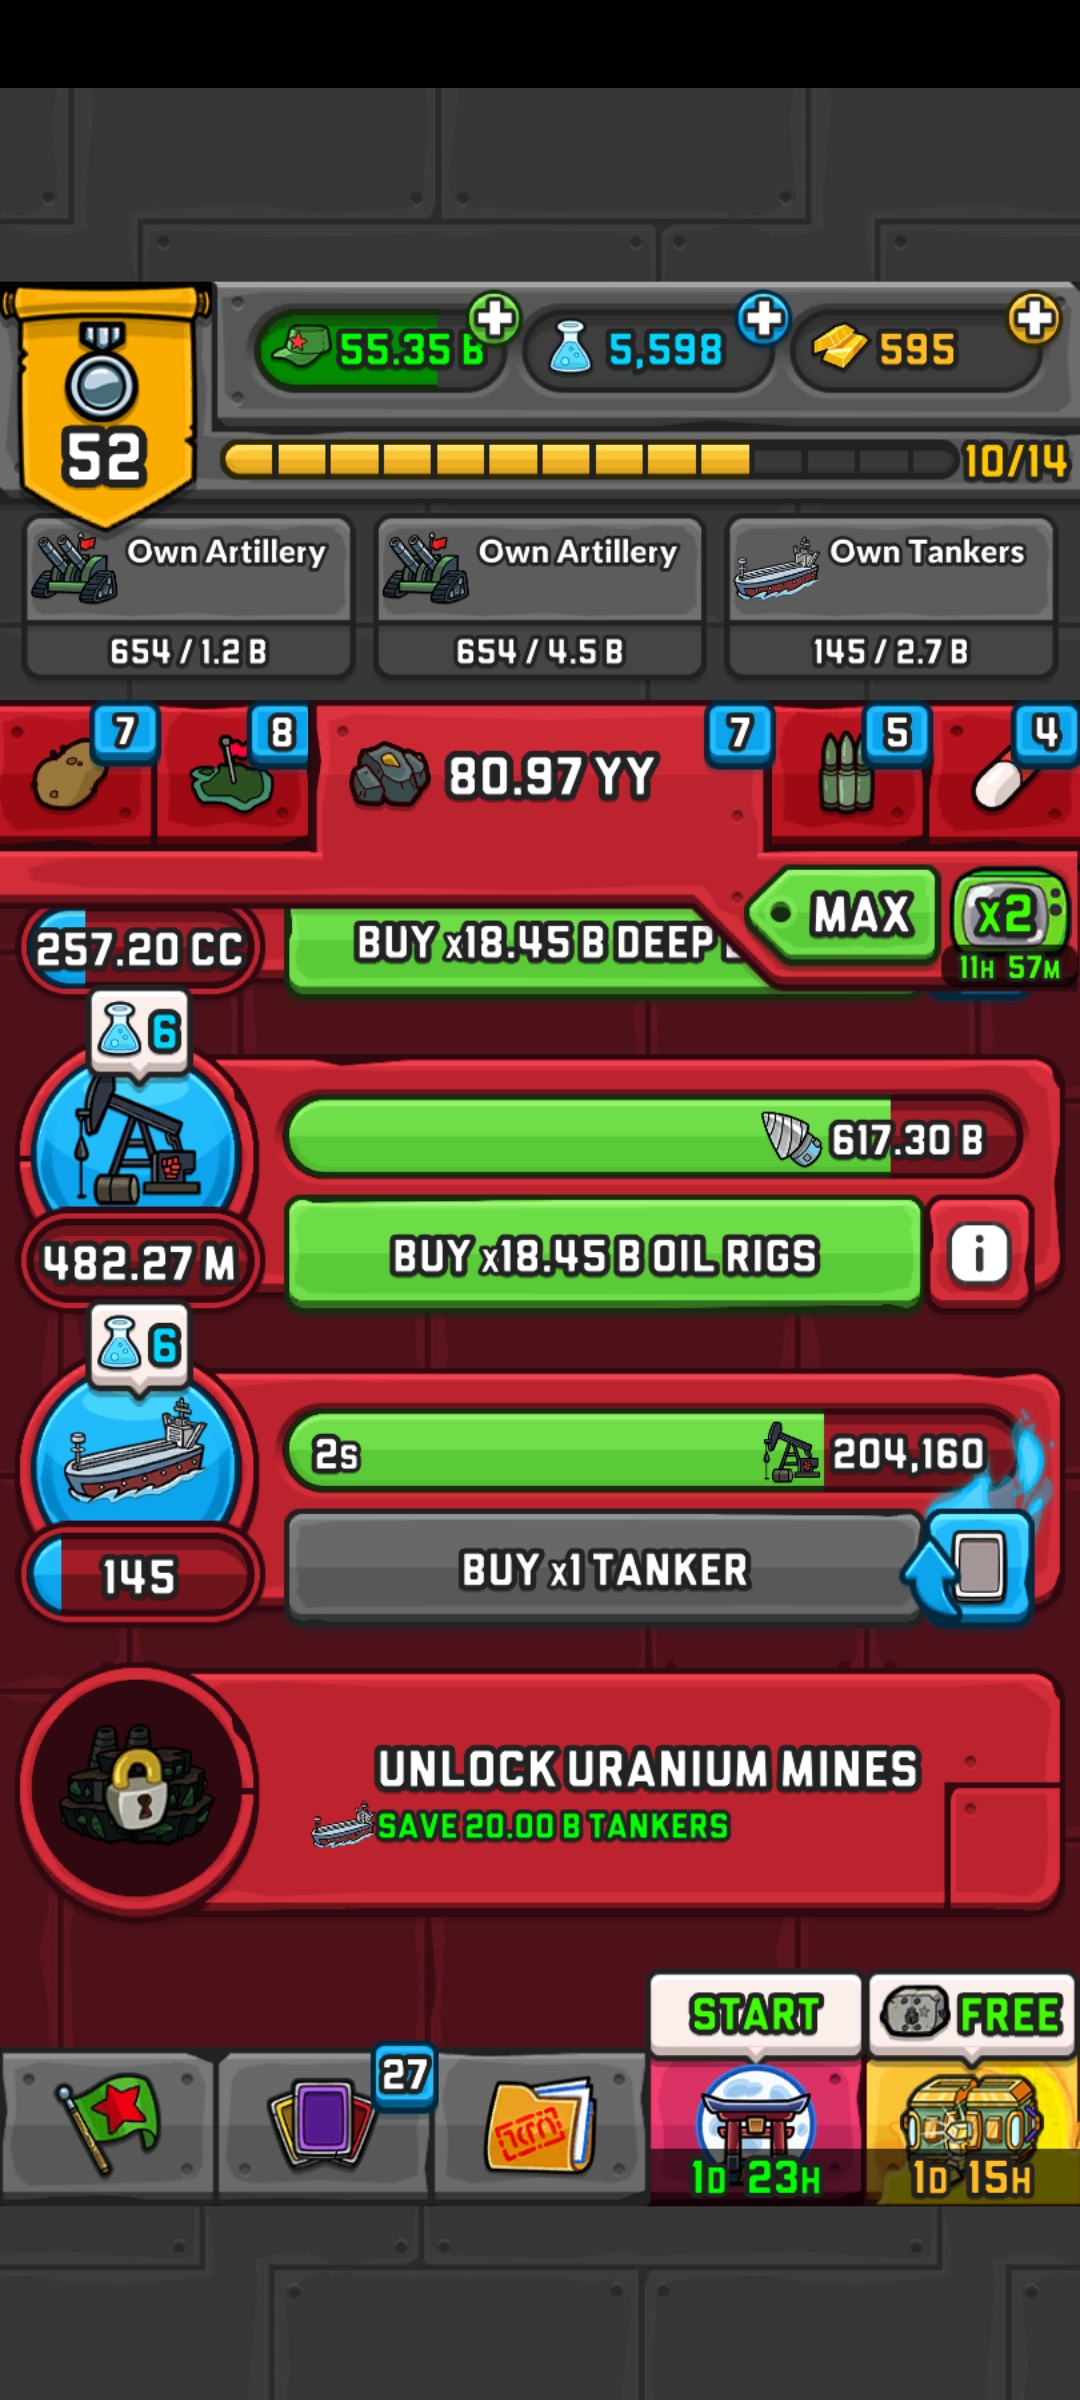 52
55.35 B
5,598
595
10/14
Own Artillery
654 / 1.2 B
Own Artillery
654 / 4.5 B
Own Tankers
145 / 2.7 B
7
8
80.97 YY
7
5
4
MAX
x2
11H 57M
257.20 CC
BUY x18.45 B DEEP
6
617.30 B
482.27 M
BUY x18.45 B OIL RIGS
i
6
2s
204,160
145
BUY x1 TANKER
UNLOCK URANIUM MINES
SAVE 20.00 B TANKERS
START
FREE
27
1D 23H
1D 15H